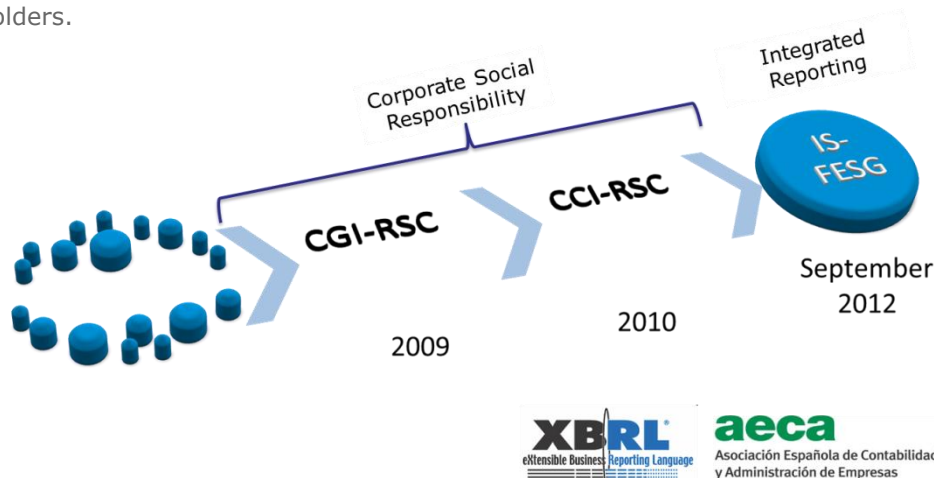 olders.
Corporate Social
Responsibility
Integrated
Reporting
IS-
FESG
CGI-RSC
CCI-RSC
September
2012
2010
2009
XBRL
eXtensible Business Reporting Language
aeca
Asociación Española de Contabilidad
y Administración de Empresas